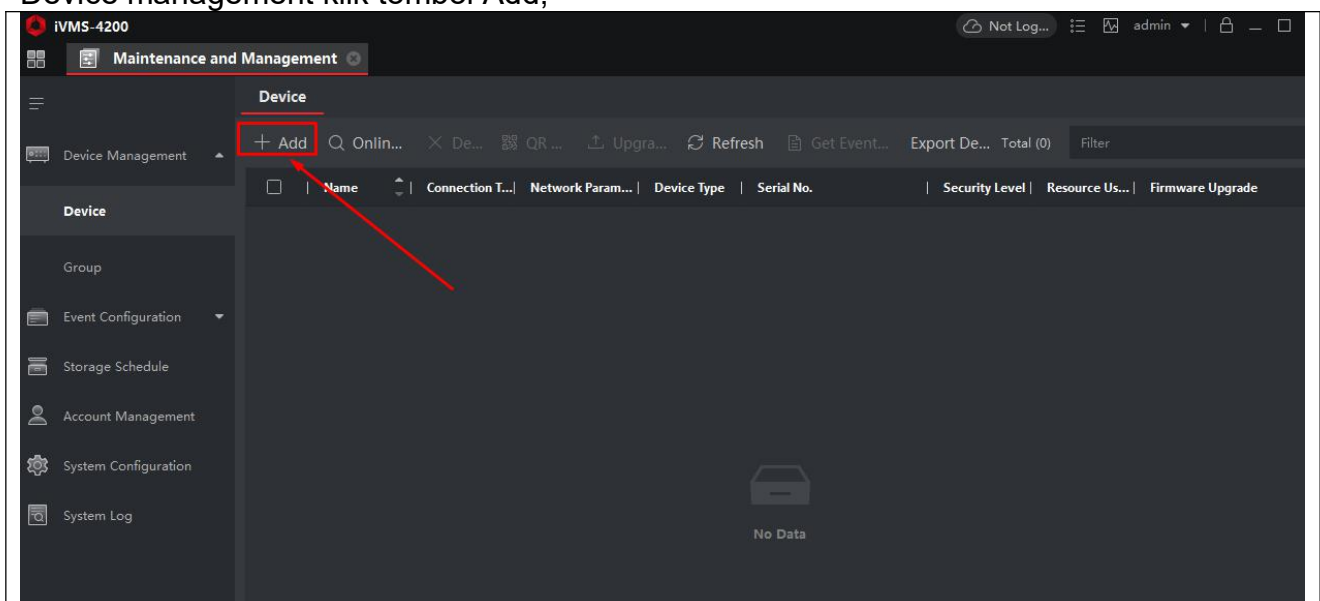 Device management klik tombol Add,
iVMS-4200 Not Log... admin
Maintenance and Management
Device
Add Onlin... De... QR ... Upgra... Refresh Get Event... Export De... Total (0) Filter
Device Management
Name Connection T... Network Param... Device Type Serial No. Security Level Resource Us... Firmware Upgrade
Device
Group
Event Configuration
Storage Schedule
Account Management
System Configuration
System Log
No Data